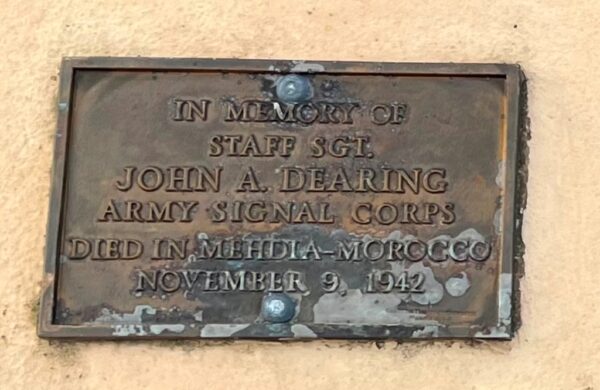 IN MEMORY OF
STAFF SGT.
JOHN A. DEARING
ARMY SIGNAL CORPS
DIED IN MEHDIA-MOROCCO
NOVEMBER 9, 1942